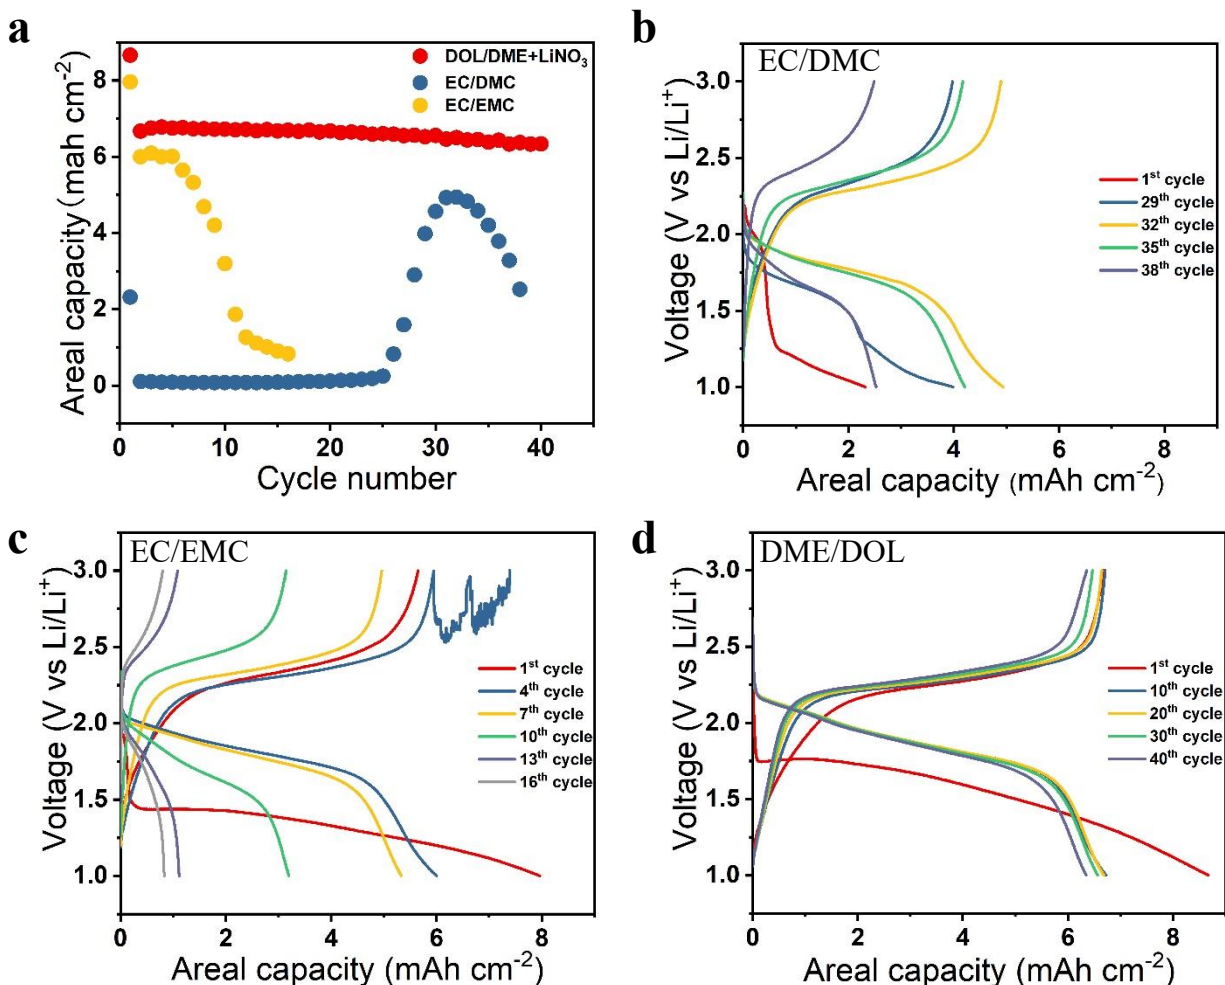 a
Areal capacity (mah cm-2)
8
6
4
2
0
0 10 20 30 40
Cycle number
DOL/DME+LiNO3
EC/DMC
EC/EMC
b
EC/DMC
Voltage (V vs Li/Li+)
3.0
2.5
2.0
1.5
1.0
0 2 4 6 8
Areal capacity (mAh cm-2)
1st cycle
29th cycle
32th cycle
35th cycle
38th cycle
c
EC/EMC
Voltage (V vs Li/Li+)
3.0
2.5
2.0
1.5
1.0
0 2 4 6 8
Areal capacity (mAh cm-2)
1st cycle
4th cycle
7th cycle
10th cycle
13th cycle
16th cycle
d
DME/DOL
Voltage (V vs Li/Li+)
3.0
2.5
2.0
1.5
1.0
0 2 4 6 8
Areal capacity (mAh cm-2)
1st cycle
10th cycle
20th cycle
30th cycle
40th cycle